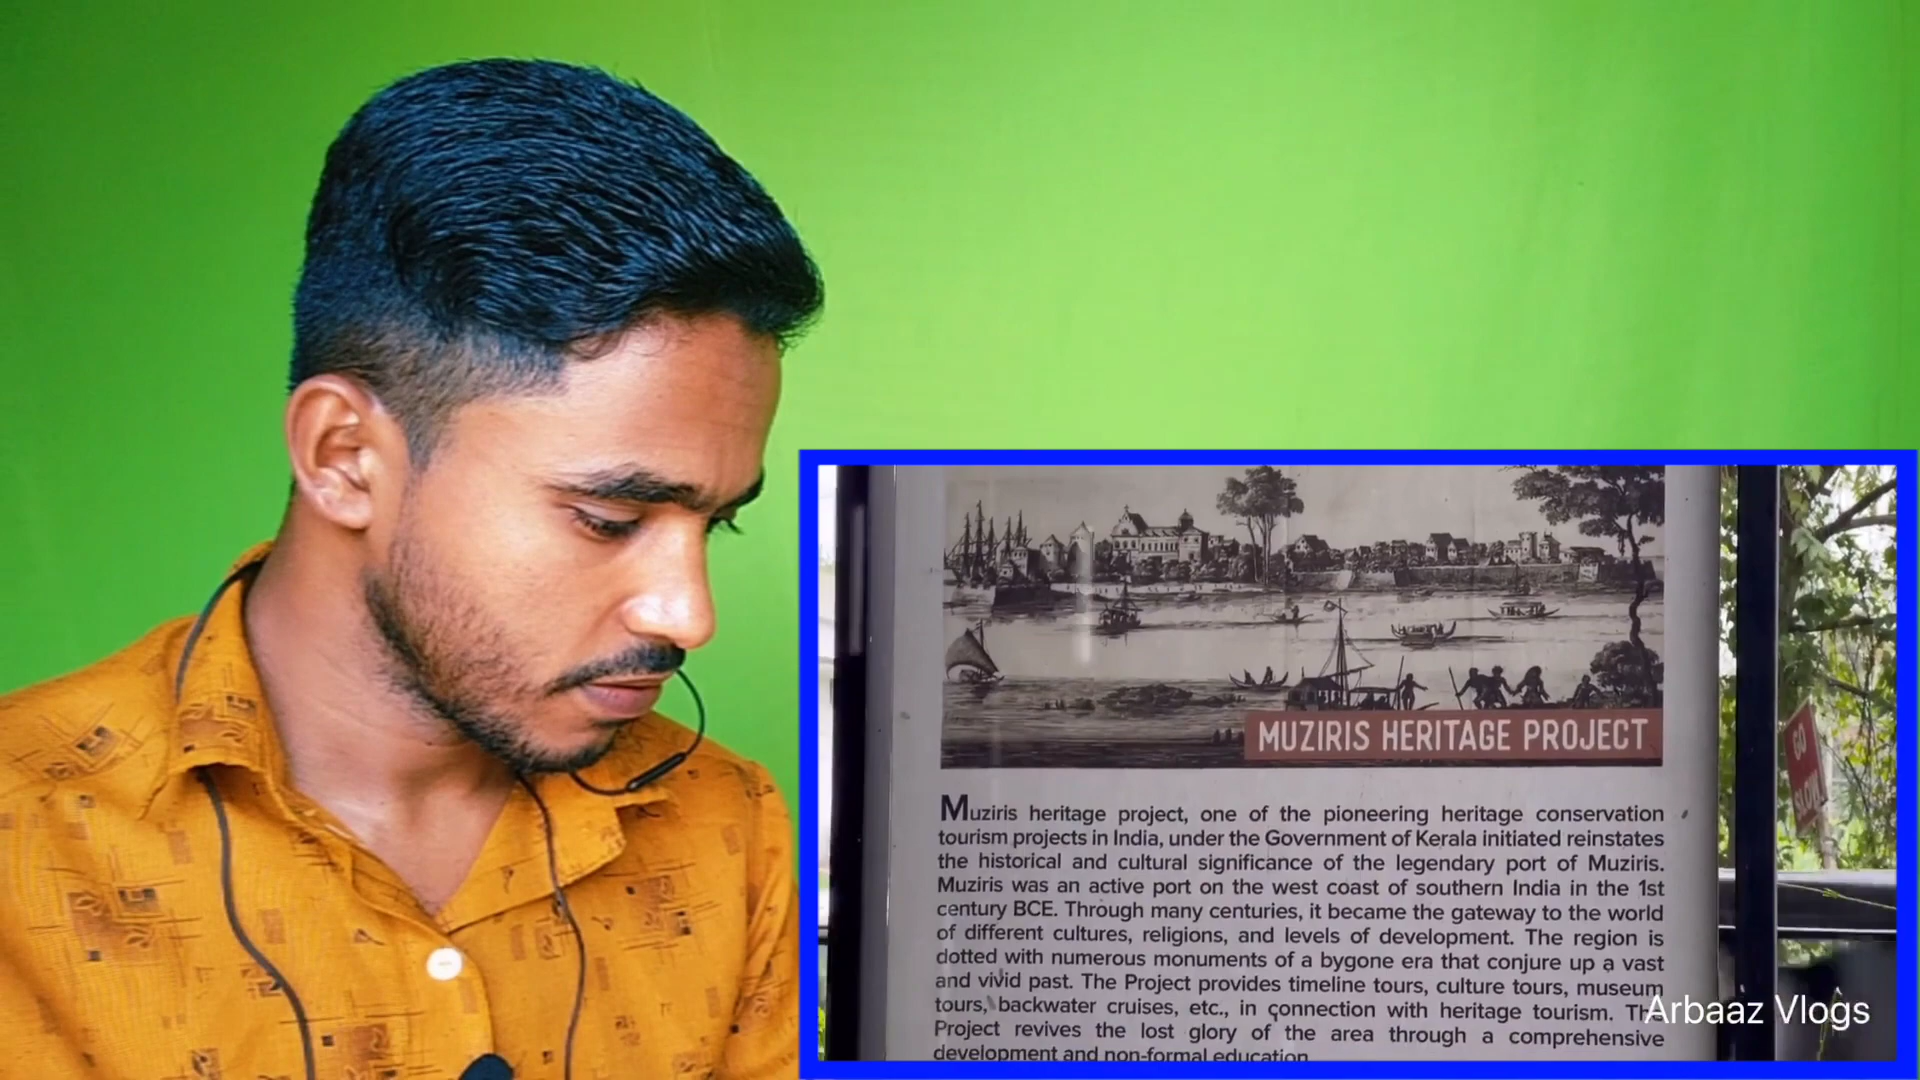 MUZIRIS HERITAGE PROJECT
Muziris heritage project, one of the pioneering heritage conservation
tourism projects in India, under the Government of Kerala initiated reinstates
the historical and cultural significance of the legendary port of Muziris.
Muziris was an active port on the west coast of southern India in the 1st
century BCE. Through many centuries, it became the gateway to the world
of different cultures, religions, and levels of development. The region is
dotted with numerous monuments of a bygone era that conjure up a vast
and vivid past. The Project provides timeline tours, culture tours, museum
tours, backwater cruises, etc., in connection with heritage tourism. The
Project revives the lost glory of the area through a comprehensive
development and non-formal education
GO
SLOW
Arbaaz Vlogs